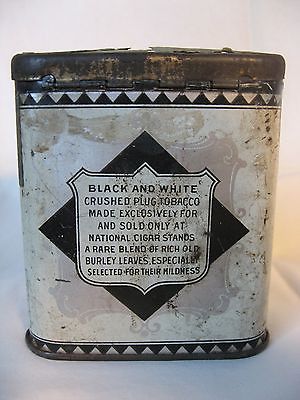 BLACK AND WHITE
CRUSHED PLUG TOBACCO
MADE EXCLUSIVELY FOR
AND SOLD ONLY AT
NATIONAL CIGAR STANDS
A RARE BLEND OF RICH OLD
BURLEY LEAVES, ESPECIALLY
SELECTED FOR THEIR MILDNESS